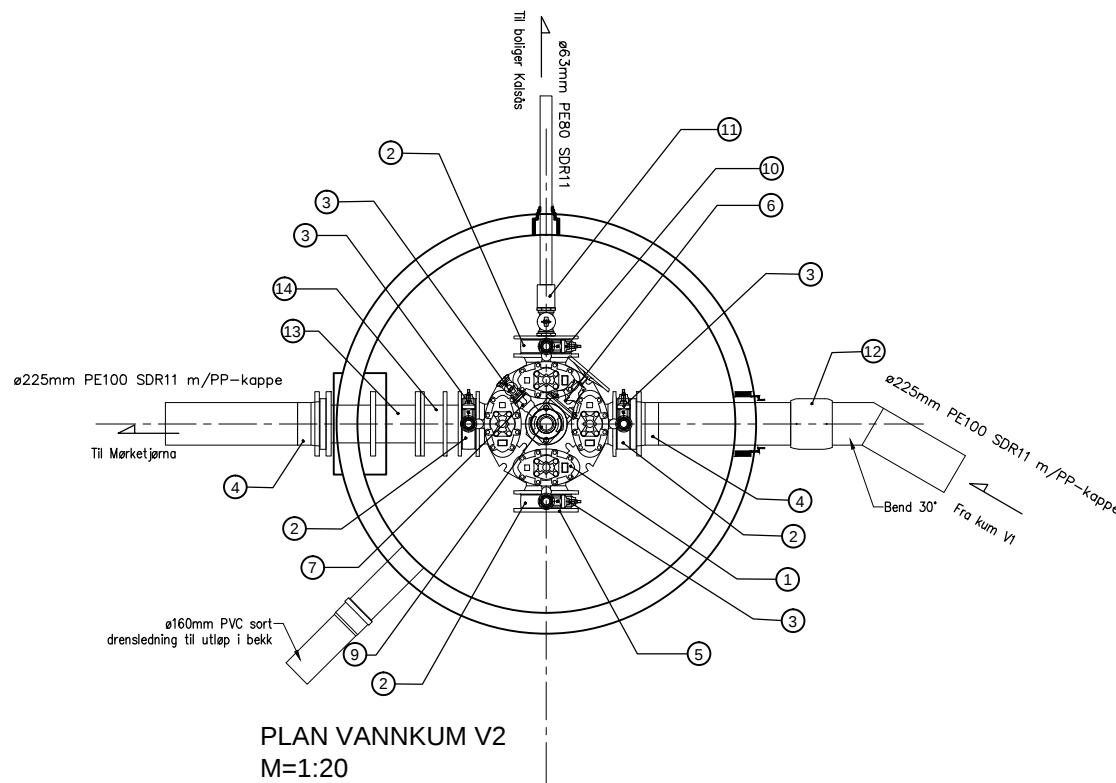 Til boliger Kalsås
ø63mm PE80 SDR11
11
2
10
3
6
3
3
14
13
12
ø225mm PE100 SDR11 m/PP-kappe
ø225mm PE100 SDR11 m/PP-kappe
Til Mørketjørna
4
4
Bend 30°
Fra kum V1
2
2
7
1
ø160mm PVC sort
drensledning til utløp i bekk
3
9
5
2
PLAN VANNKUM V2
M=1:20